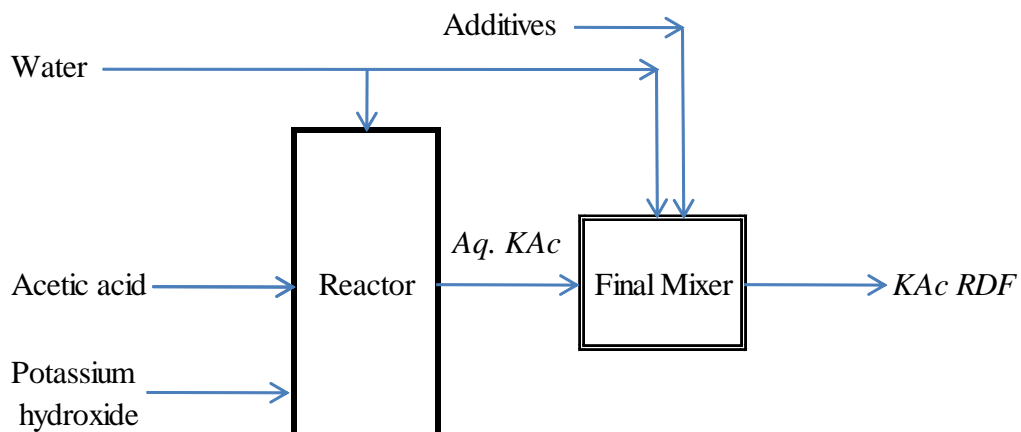 Additives
Water
Aq. KAc
Acetic acid
Reactor
Final Mixer
KAc RDF
Potassium
hydroxide